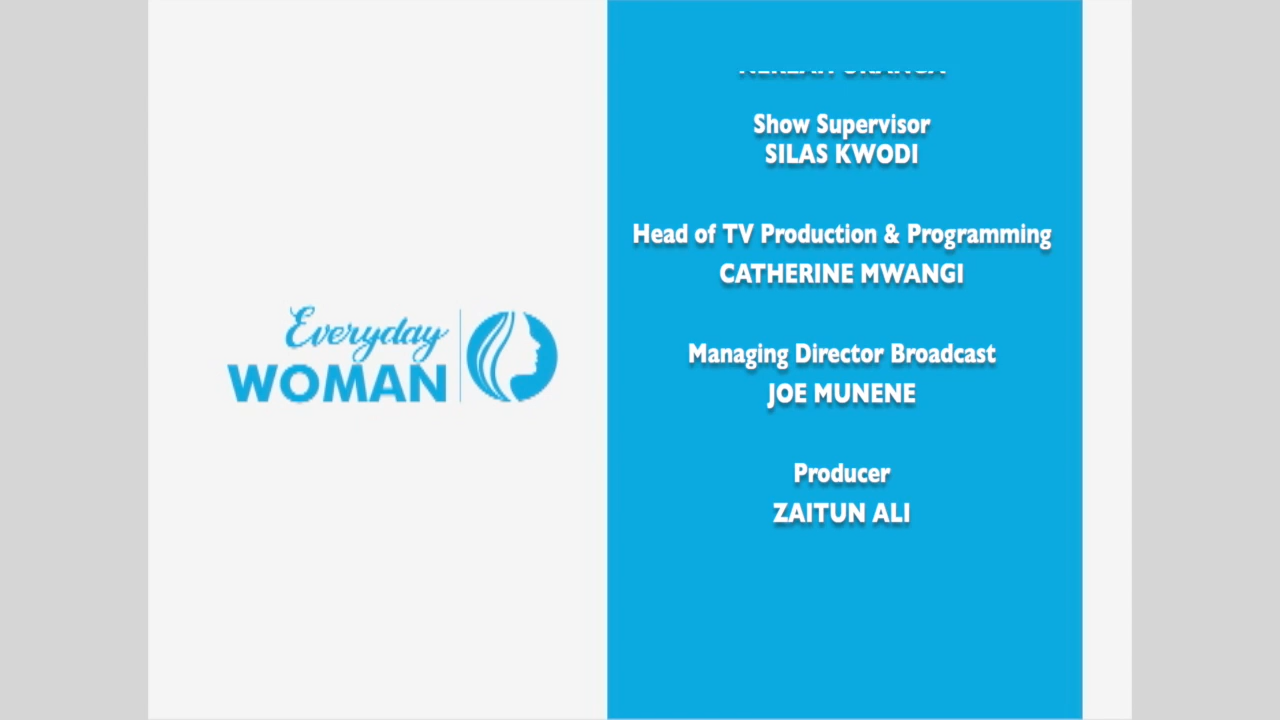 Everyday
WOMAN
Show Supervisor
SILAS KWODI
Head of TV Production & Programming
CATHERINE MWANGI
Managing Director Broadcast
JOE MUNENE
Producer
ZAITUN ALI